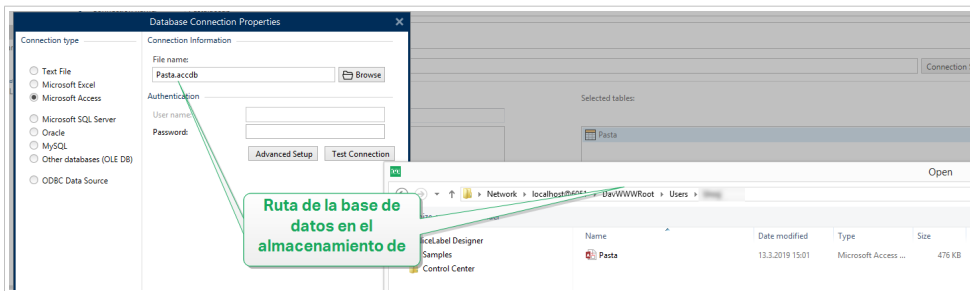 Database Connection Properties
Connection type
Connection Information
File name:
Pasta.accdb
Browse
Text File
Microsoft Excel
Microsoft Access
Microsoft SQL Server
Oracle
MySQL
Other databases (OLE DB)
ODBC Data Source
Authentication
User name:
Password:
Advanced Setup
Test Connection
Connection
Selected tables:
Pasta
Open
Network
DavWWWRoot
Users
Ruta de la base de
datos en el
almacenamiento de
Name
Date modified
Type
Size
Designer
Samples
Control Center
Pasta
13.3.2019 15:01
Microsoft Access ...
476 KB